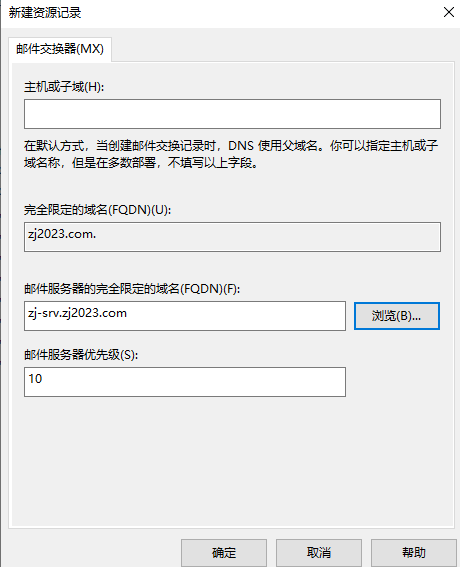 新建资源记录
邮件交换器(MX)
主机或子域(H):
在默认方式，当创建邮件交换记录时，DNS 使用父域名。你可以指定主机或子
域名称，但是在多数部署，不填写以上字段。
完全限定的域名(FQDN)(U):
zj2023.com.
邮件服务器的完全限定的域名(FQDN)(F):
zj-srv.zj2023.com
浏览(B)...
邮件服务器优先级(S):
10
确定
取消
帮助